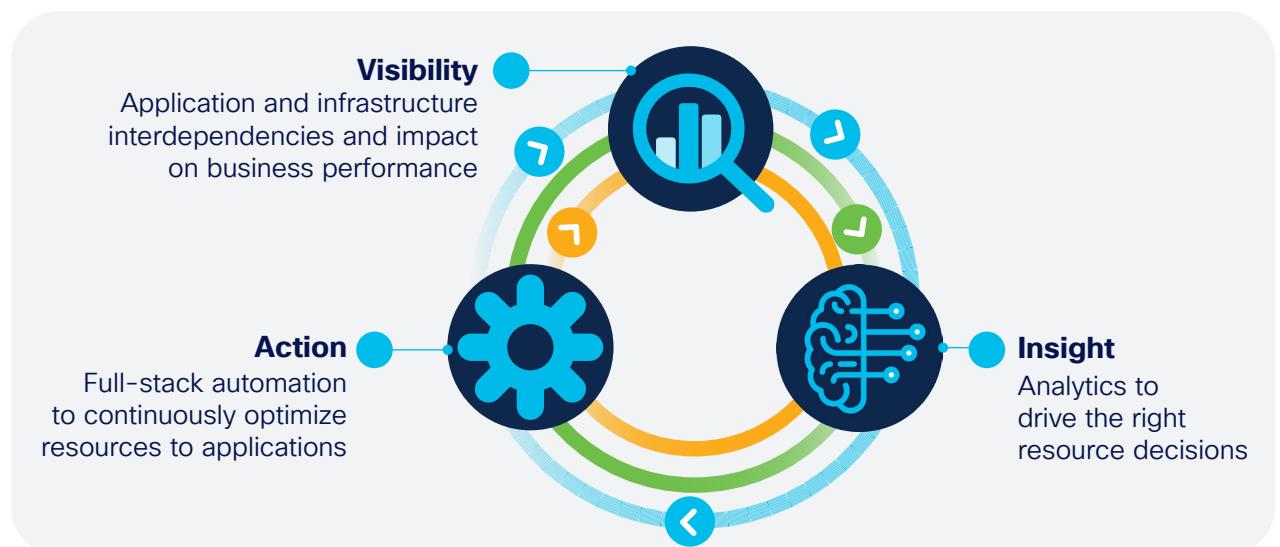 Visibility
Application and infrastructure
interdependencies and impact
on business performance
Action
Full-stack automation
to continuously optimize
resources to applications
Insight
Analytics to
drive the right
resource decisions